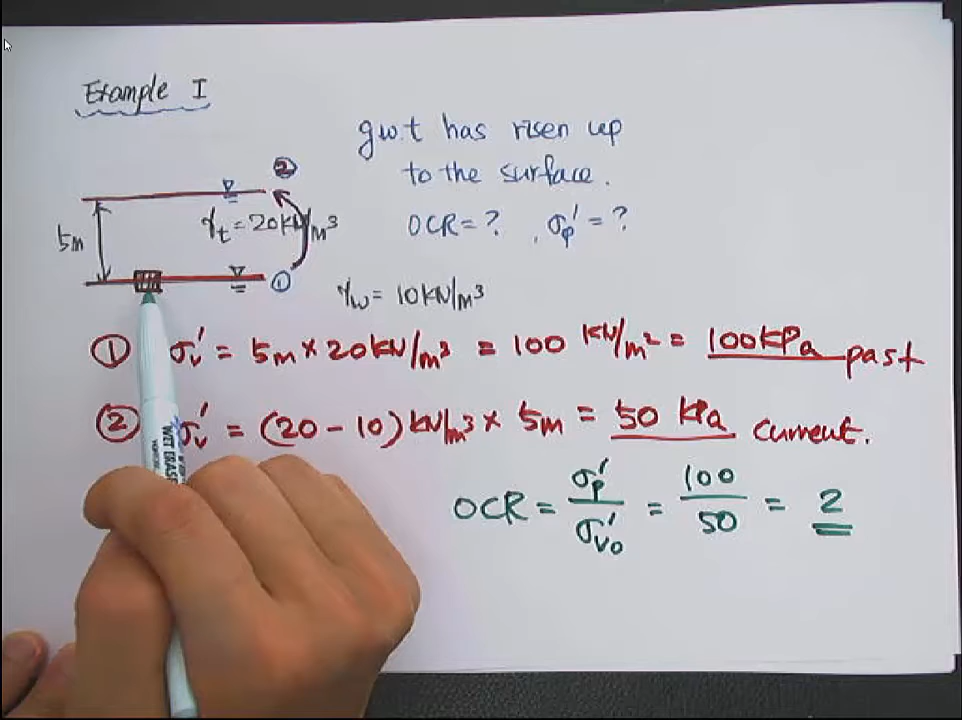 Example I
gw.t has risen up
to the surface.
OCR = ? , σp' = ?
②
5m
γt = 20kN/m³
①
γw = 10kN/m³
① σv' = 5m × 20kN/m³ = 100 kN/m² = 100kPa past
② σv' = (20 - 10) kN/m³ × 5m = 50 kPa current.
OCR = σp' / σvo' = 100 / 50 = 2